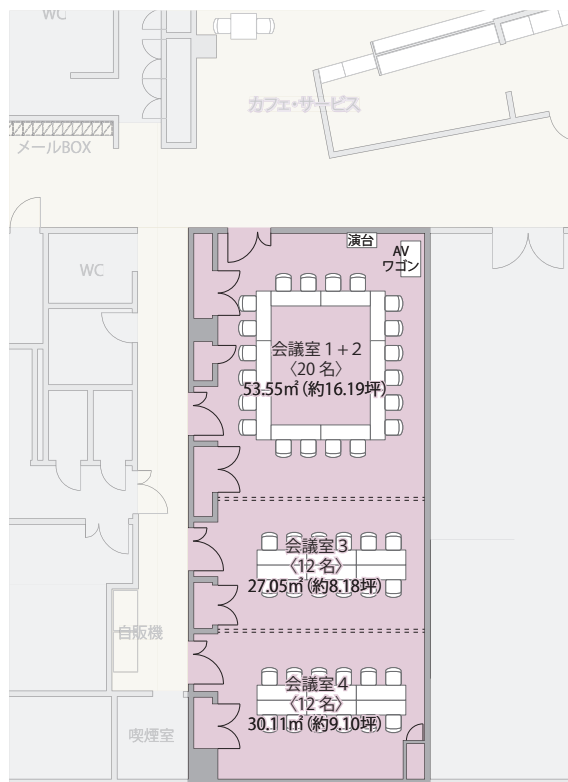 WC
カフェ・サービス
メールBOX
演台
AV
ワゴン
WC
会議室 1 + 2
〈20 名〉
53.55㎡ (約16.19坪)
会議室 3
〈12 名〉
27.05㎡ (約8.18坪)
自販機
会議室 4
〈12 名〉
30.11㎡ (約9.10坪)
喫煙室